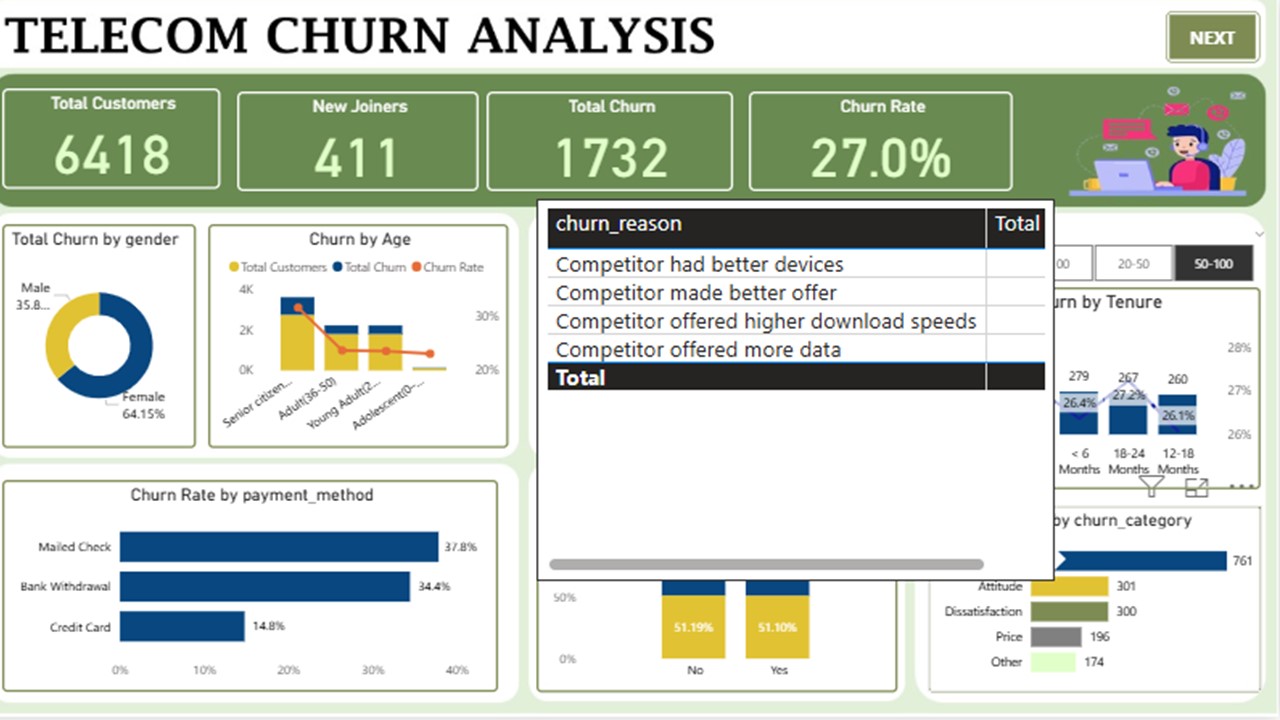 TELECOM CHURN ANALYSIS
NEXT
Total Customers
6418
New Joiners
411
Total Churn
1732
Churn Rate
27.0%
Total Churn by gender
Male
35.8...
Female
64.15%
Churn by Age
Total Customers Total Churn Churn Rate
4K
2K
0K
30%
20%
Senior citizen...
Adult(36-50)
Young Adult(2...
Adolescent(0-...
churn_reason Total
Competitor had better devices
Competitor made better offer
Competitor offered higher download speeds
Competitor offered more data
Total
00
20-50
50-100
urn by Tenure
28%
27%
26%
279
267
260
26.4%
27.2%
26.1%
< 6
Months
18-24
Months
12-18
Months
Churn Rate by payment_method
Mailed Check
37.8%
Bank Withdrawal
34.4%
Credit Card
14.8%
0% 10% 20% 30% 40%
50%
0%
51.19%
51.10%
No
Yes
by churn_category
761
Attitude
301
Dissatisfaction
300
Price
196
Other
174